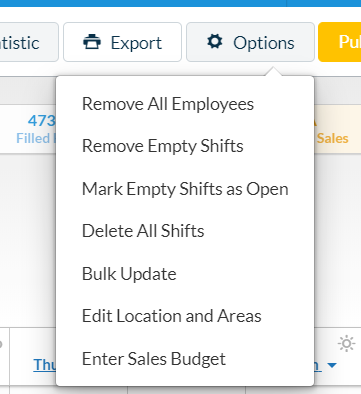 tistic Export Options Pu
Remove All Employees
473
Remove Empty Shifts
Filled Sales
Mark Empty Shifts as Open
Delete All Shifts
Bulk Update
Edit Location and Areas
Enter Sales Budget
Thu